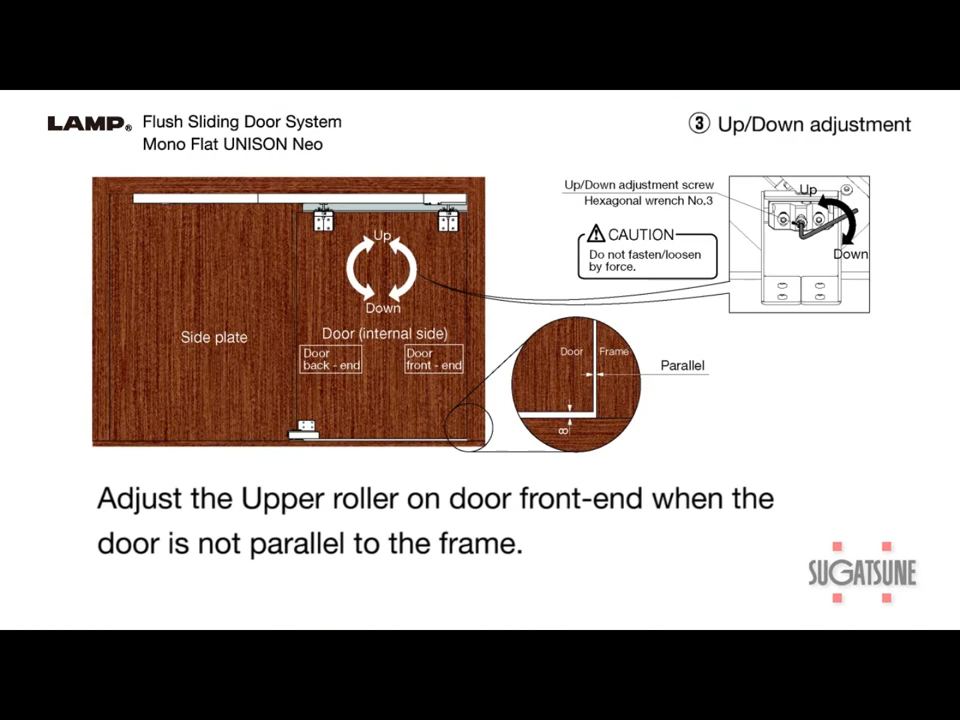 LAMP®
Flush Sliding Door System
Mono Flat UNISON Neo
③ Up/Down adjustment
Up/Down adjustment screw
Hexagonal wrench No.3
CAUTION
Do not fasten/loosen
by force.
Up
Down
Up
Down
Side plate
Door (internal side)
Door
back - end
Door
front - end
Door
Frame
Parallel
8
Adjust the Upper roller on door front-end when the
door is not parallel to the frame.
SUGATSUNE